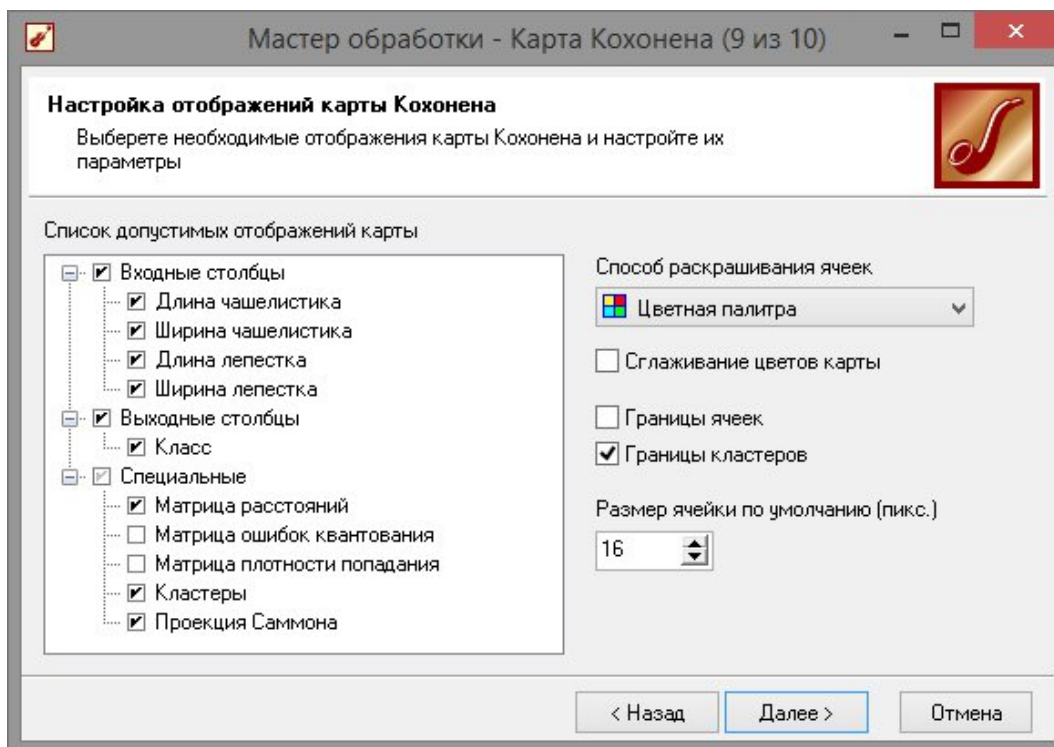 Мастер обработки - Карта Кохонена (9 из 10)
Настройка отображений карты Кохонена
Выберете необходимые отображения карты Кохонена и настройте их
параметры
Список допустимых отображений карты
Входные столбцы
Длина чашелистика
Ширина чашелистика
Длина лепестка
Ширина лепестка
Выходные столбцы
Класс
Специальные
Матрица расстояний
Матрица ошибок квантования
Матрица плотности попадания
Кластеры
Проекция Саммона
Способ раскрашивания ячеек
Цветная палитра
Сглаживание цветов карты
Границы ячеек
Границы кластеров
Размер ячейки по умолчанию (пикс.)
16
< Назад
Далее >
Отмена